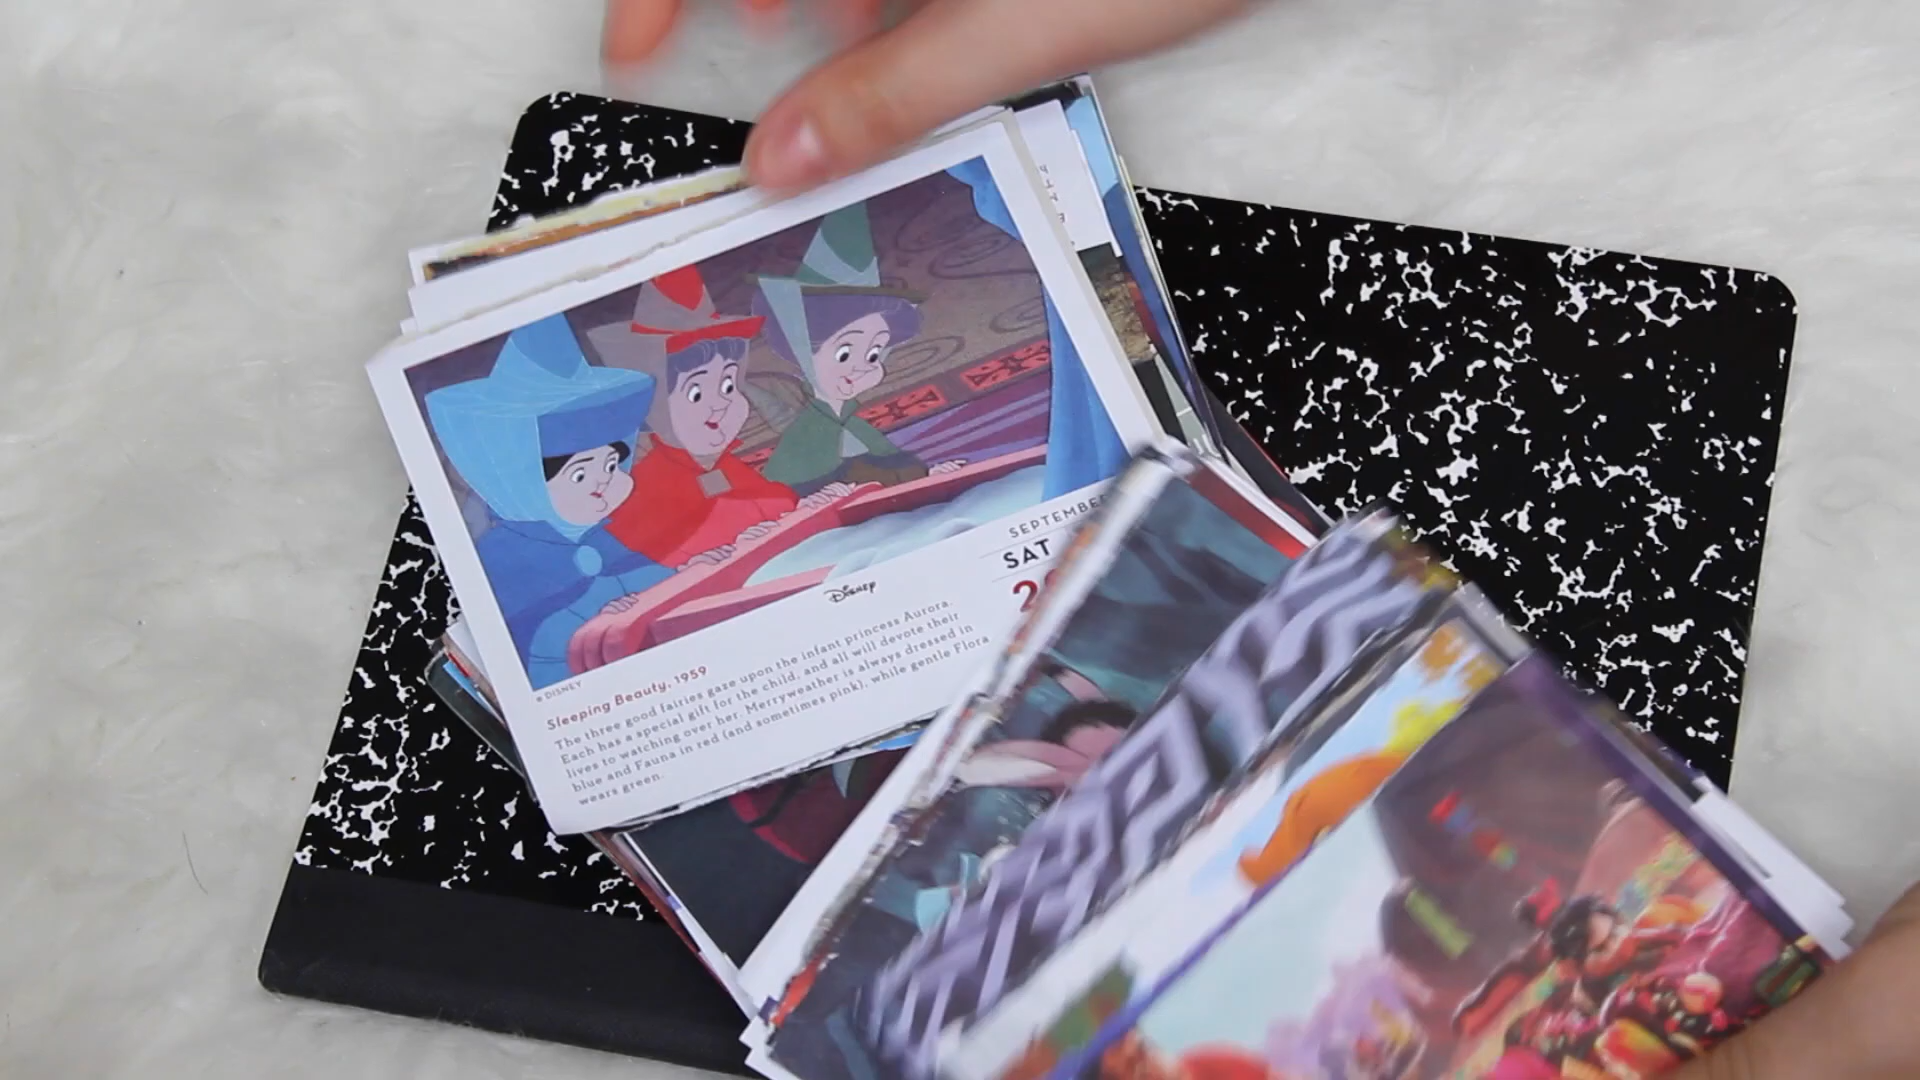 SEPTEMBER
SAT
DISNEY
© DISNEY
Sleeping Beauty, 1959
The three good fairies gaze upon the infant princess Aurora.
Each has a special gift for the child, and all will devote their
lives to watching over her. Merryweather is always dressed in
blue and Fauna in red (and sometimes pink), while gentle Flora
wears green.